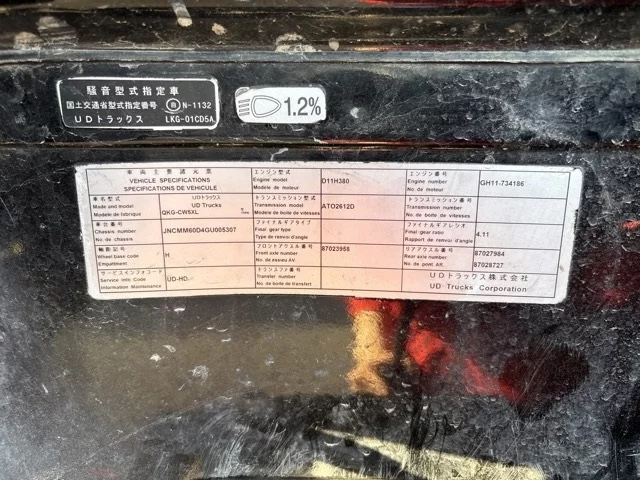 騒音型式指定車
国土交通省型式指定番号 自 N-1132
UDトラックス LKG-01CD5A
1.2%
車両主要諸元表
VEHICLE SPECIFICATIONS
SPECIFICATIONS DE VÉHICULE
車名型式
Made and model
Modele de fabrique
UDトラックス
UD Trucks
QKG-CW5XL
車台番号
Chassis number
No. de chassis
JNCMM60D4GU005307
軸距記号
Wheel base code
Empattement
H
サービスインフォコード
Service info. Code
Information Maintenance
UD-HD
エンジン型式
Engine model
Modele de moteur
D11H380
トランスミッション型式
Transmission model
Modele de boite de vitesses
ATO2612D
ファイナルギアタイプ
Final gear type
Type de renvoi d'angle
フロントアクスル番号
Front axle number
No. de essieu AV.
87023958
トランスファ番号
Transfer number
No. de boite de transfert
エンジン番号
Engine number
Numero de moteur
GH11-734186
トランスミッション番号
Transmission number
Numero de boite de vitesses
ファイナルギアレシオ
Final gear ratio
Rapport de renvoi d'angle
4.11
リアアクスル番号
Rear axle number
No. de pont AR.
87027984
87028727
UDトラックス株式会社
UD Trucks Corporation